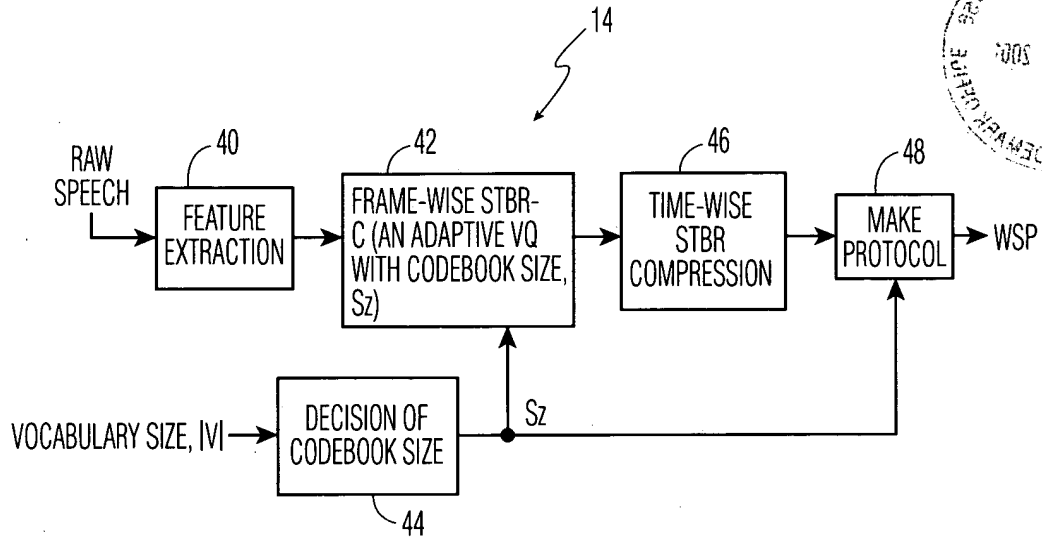 14
40
42
46
48
RAW
SPEECH
FEATURE
EXTRACTION
FRAME-WISE STBR-
C (AN ADAPTIVE VQ
WITH CODEBOOK SIZE,
Sz)
TIME-WISE
STBR
COMPRESSION
MAKE
PROTOCOL
WSP
VOCABULARY SIZE, |V|
DECISION OF
CODEBOOK SIZE
Sz
44